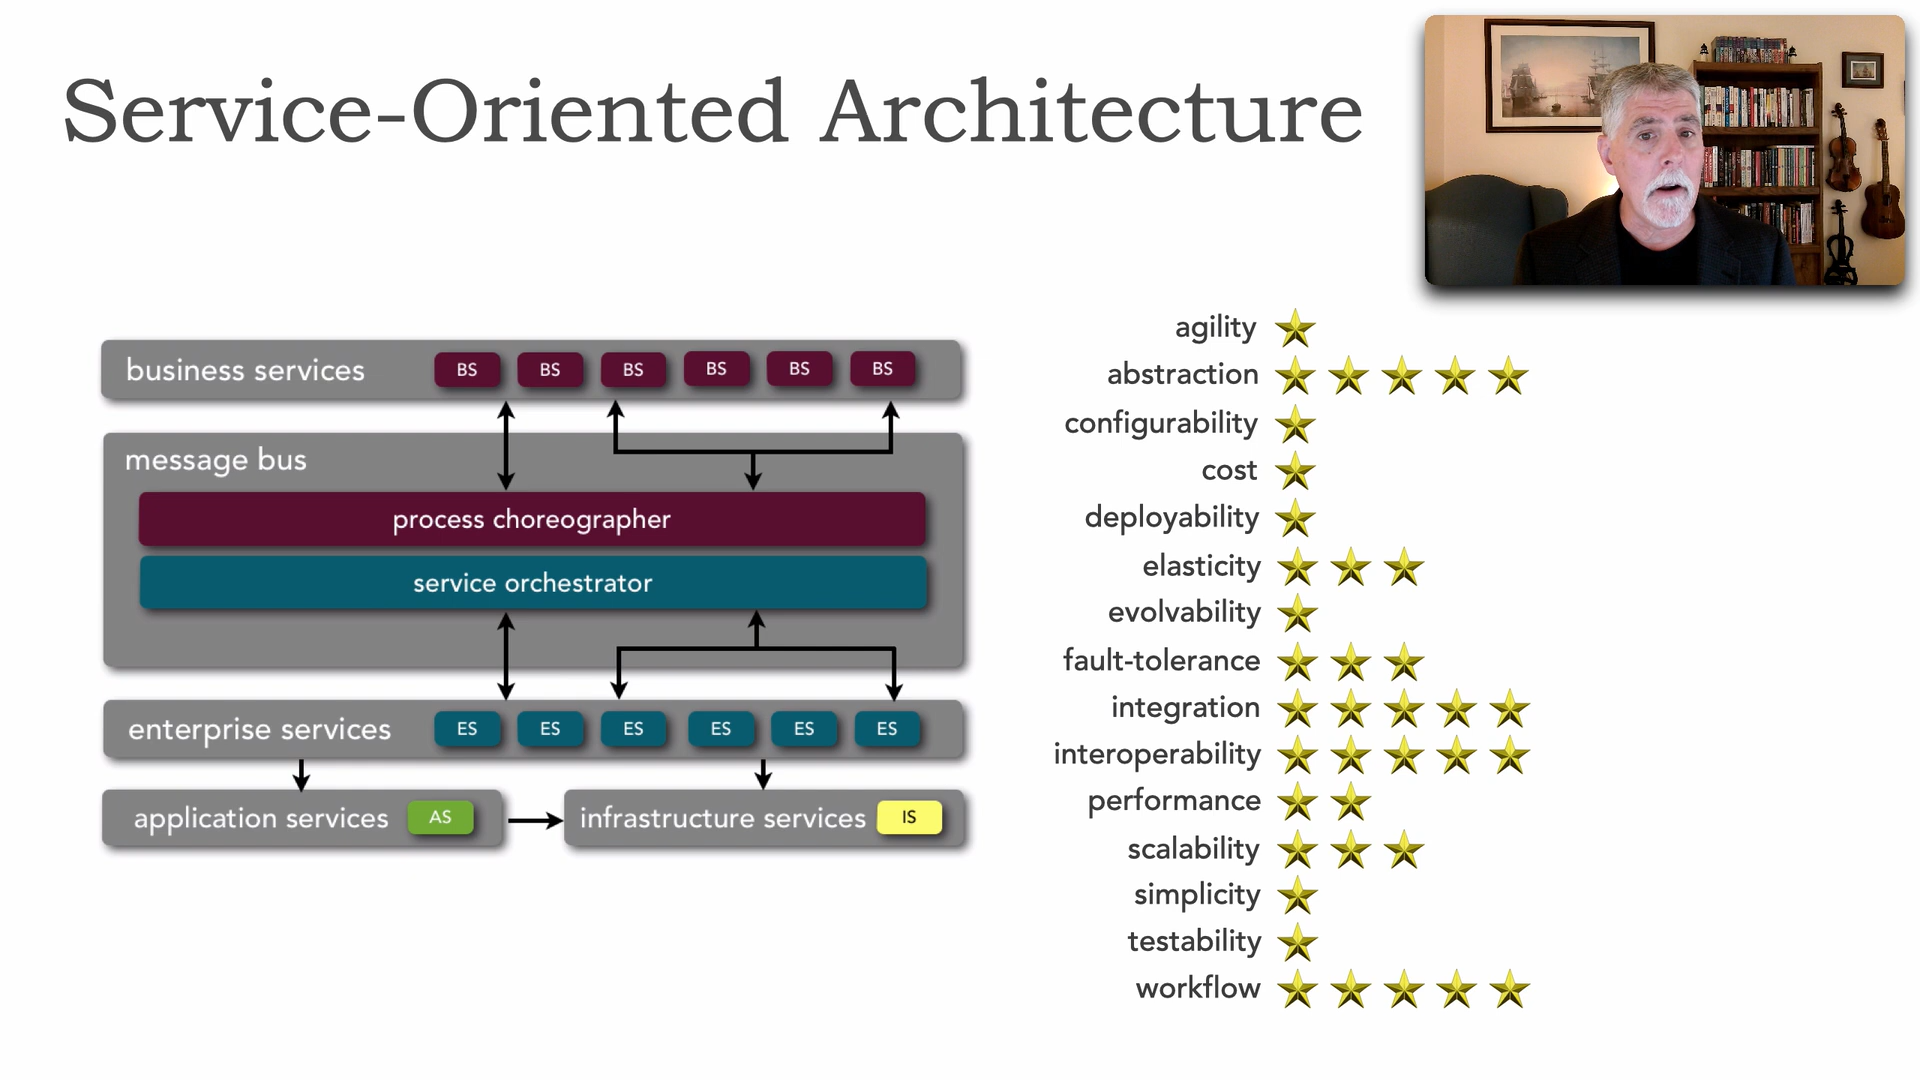 Service-Oriented Architecture
business services BS BS BS BS BS BS
message bus
process choreographer
service orchestrator
enterprise services ES ES ES ES ES ES
application services AS
infrastructure services IS
agility
abstraction
configurability
cost
deployability
elasticity
evolvability
fault-tolerance
integration
interoperability
performance
scalability
simplicity
testability
workflow